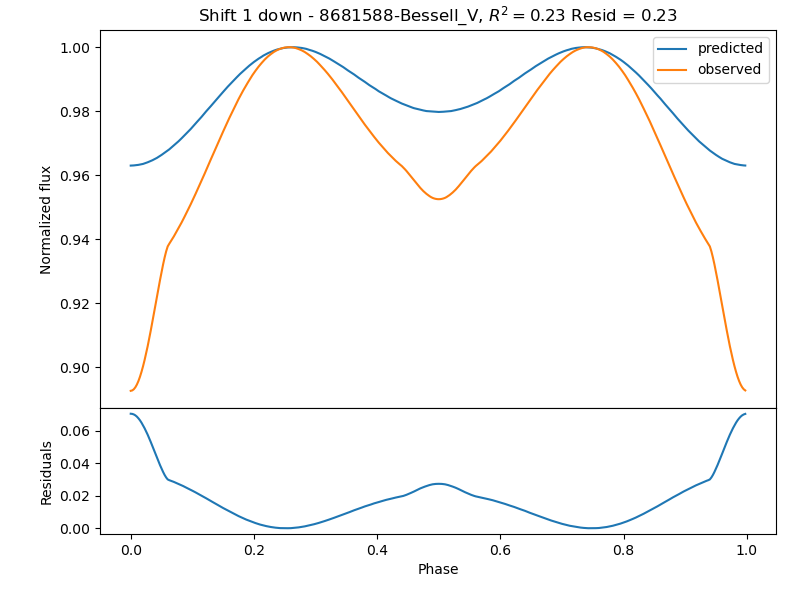 Shift 1 down - 8681588-Bessell_V, R² = 0.23 Resid = 0.23
predicted
observed
Normalized flux
1.00
0.98
0.96
0.94
0.92
0.90
Residuals
0.06
0.04
0.02
0.00
0.0 0.2 0.4 0.6 0.8 1.0
Phase